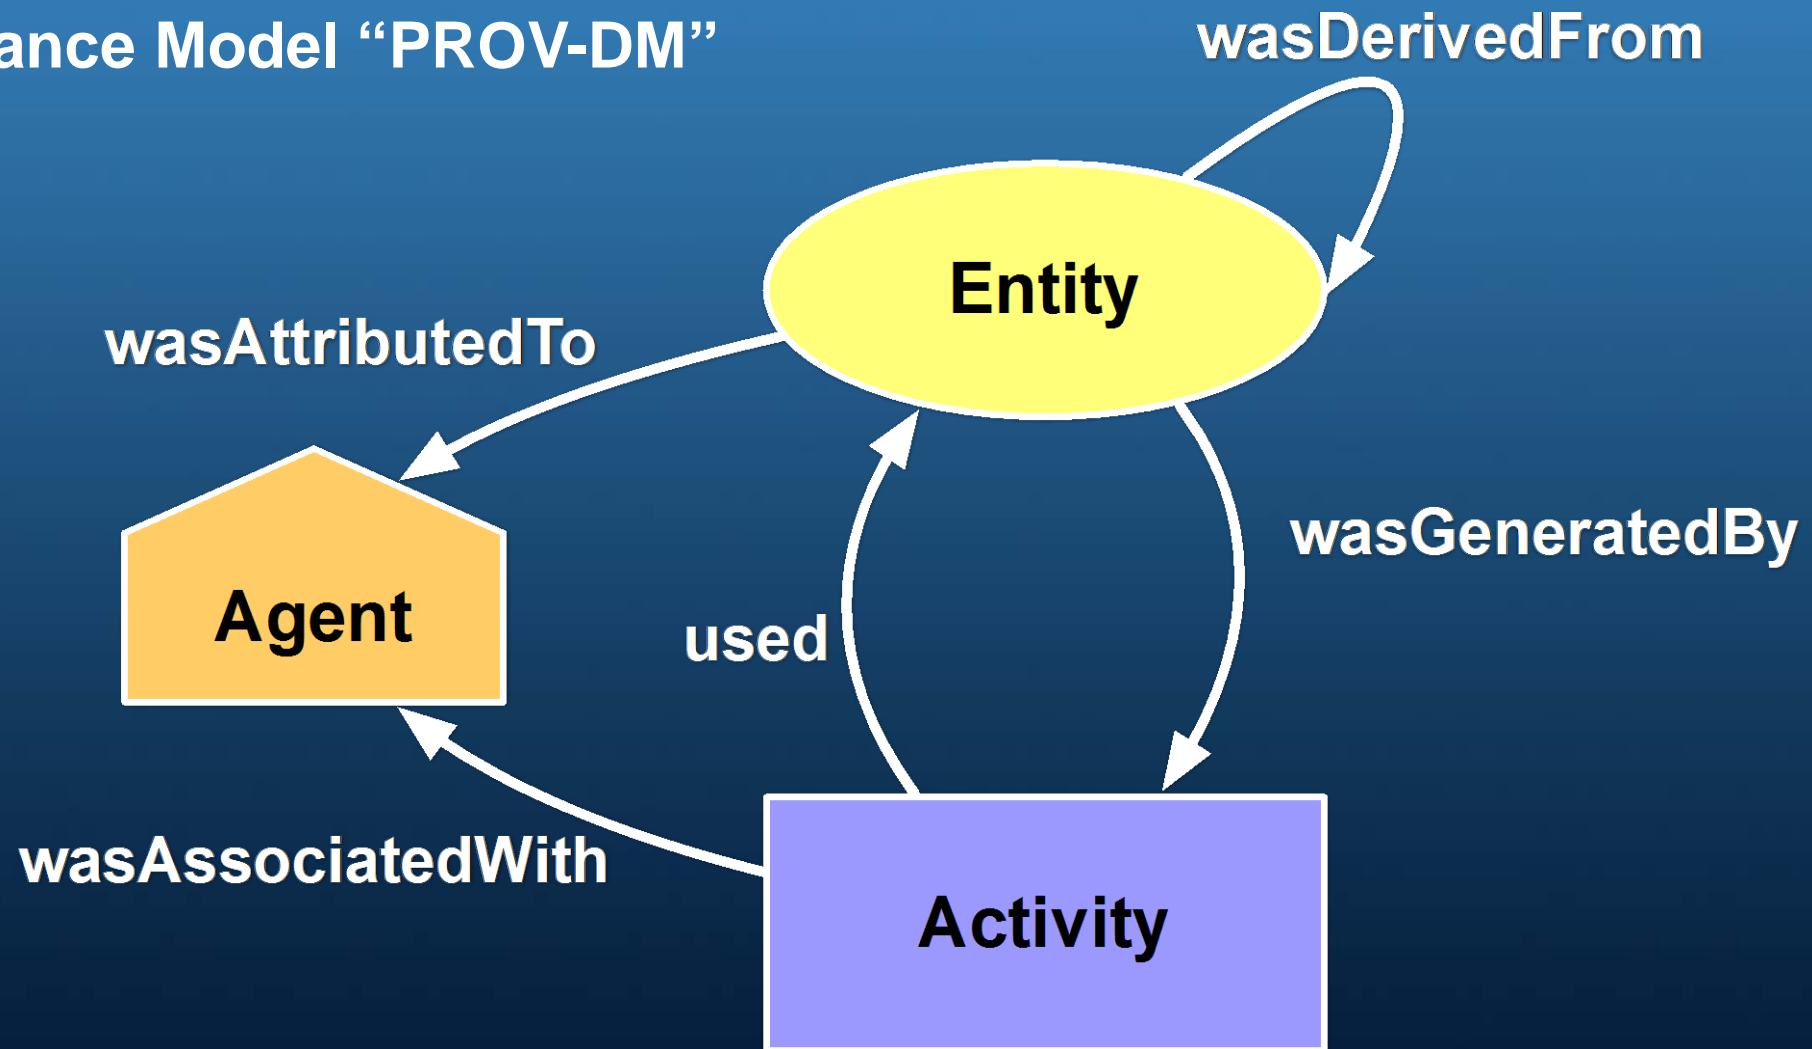 ance Model “PROV-DM”
wasDerivedFrom
Entity
wasAttributedTo
wasGeneratedBy
Agent
used
wasAssociatedWith
Activity